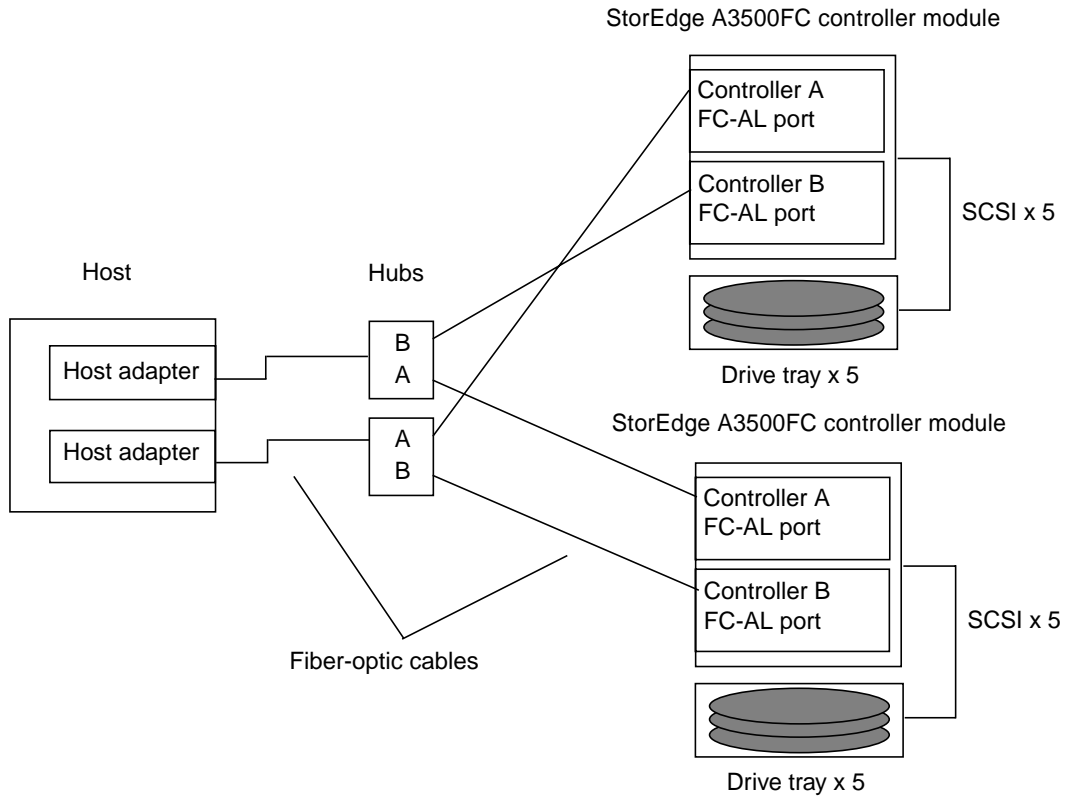 StorEdge A3500FC controller module
Controller A
FC-AL port
Controller B
FC-AL port
SCSI x 5
Host
Hubs
Host adapter
B
A
Drive tray x 5
StorEdge A3500FC controller module
Host adapter
A
B
Controller A
FC-AL port
Controller B
FC-AL port
SCSI x 5
Fiber-optic cables
Drive tray x 5